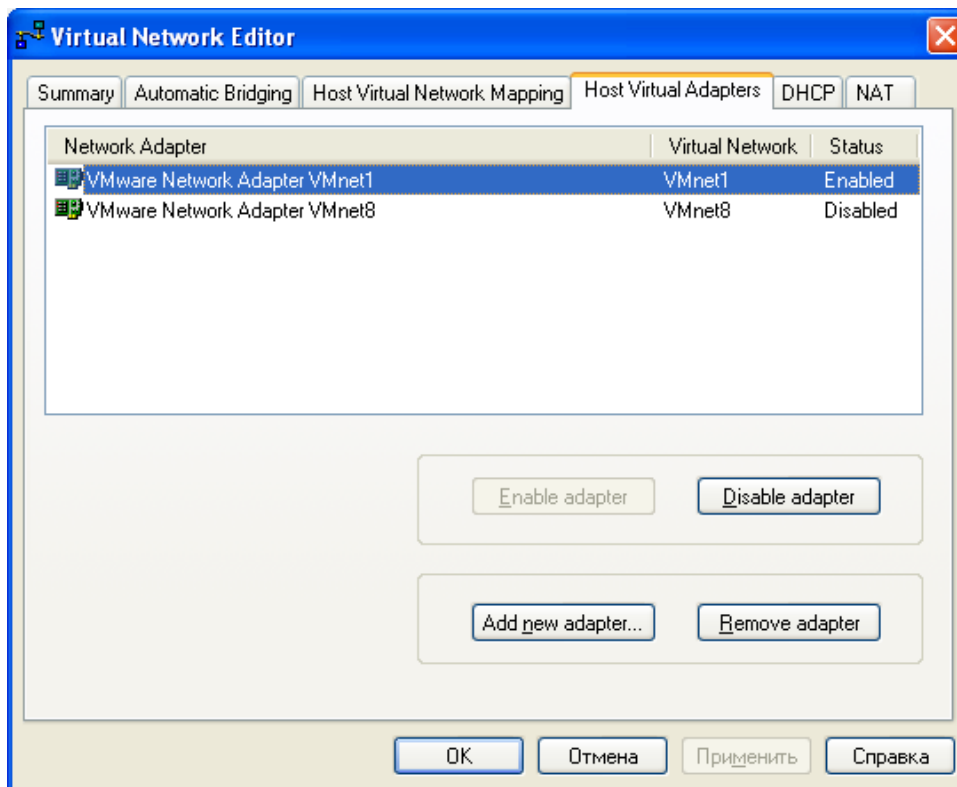 Virtual Network Editor
Summary Automatic Bridging Host Virtual Network Mapping Host Virtual Adapters DHCP NAT
Network Adapter Virtual Network Status
VMware Network Adapter VMnet1 VMnet1 Enabled
VMware Network Adapter VMnet8 VMnet8 Disabled
Enable adapter Disable adapter
Add new adapter... Remove adapter
OK Отмена Применить Справка